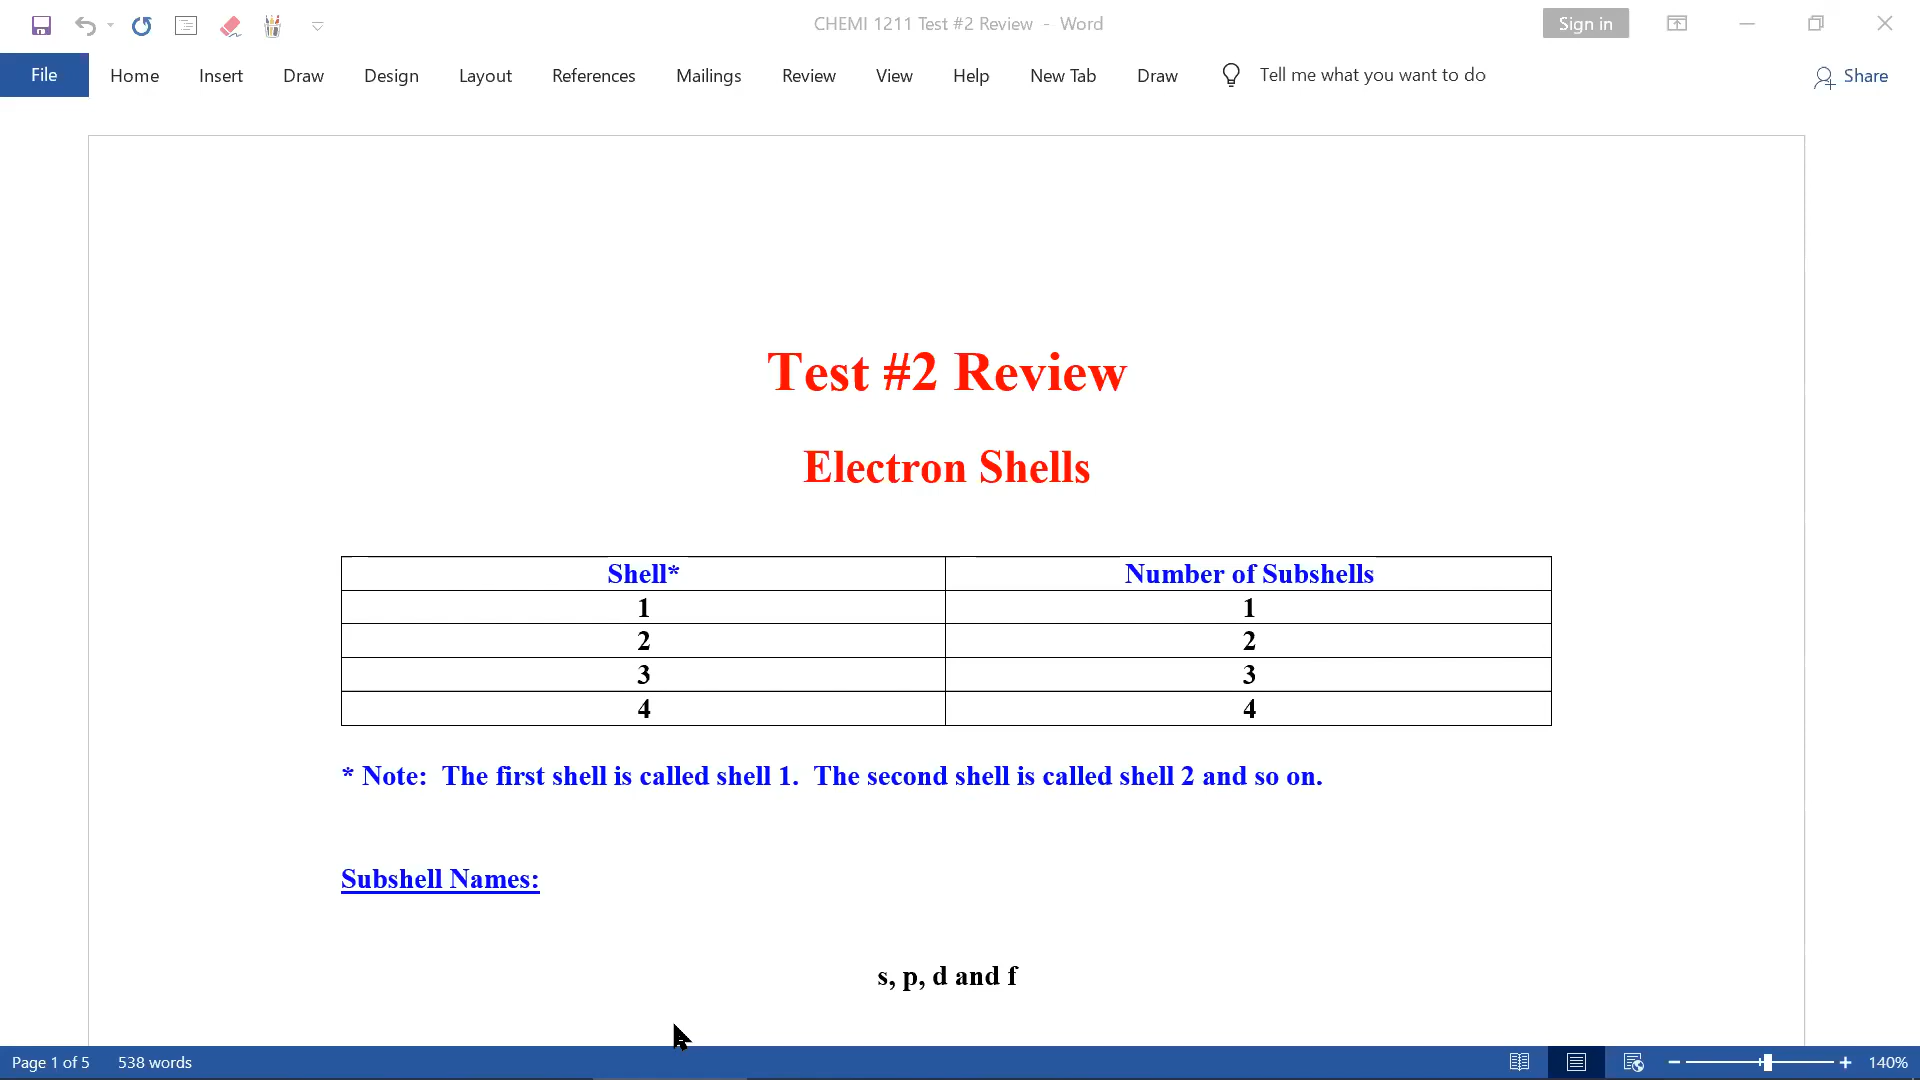 CHEMI 1211 Test #2 Review - Word
Sign in
File Home Insert Draw Design Layout References Mailings Review View Help New Tab Draw Tell me what you want to do Share
Test #2 Review
Electron Shells
Shell* Number of Subshells
1 1
2 2
3 3
4 4
* Note: The first shell is called shell 1. The second shell is called shell 2 and so on.
Subshell Names:
s, p, d and f
Page 1 of 5 538 words 140%